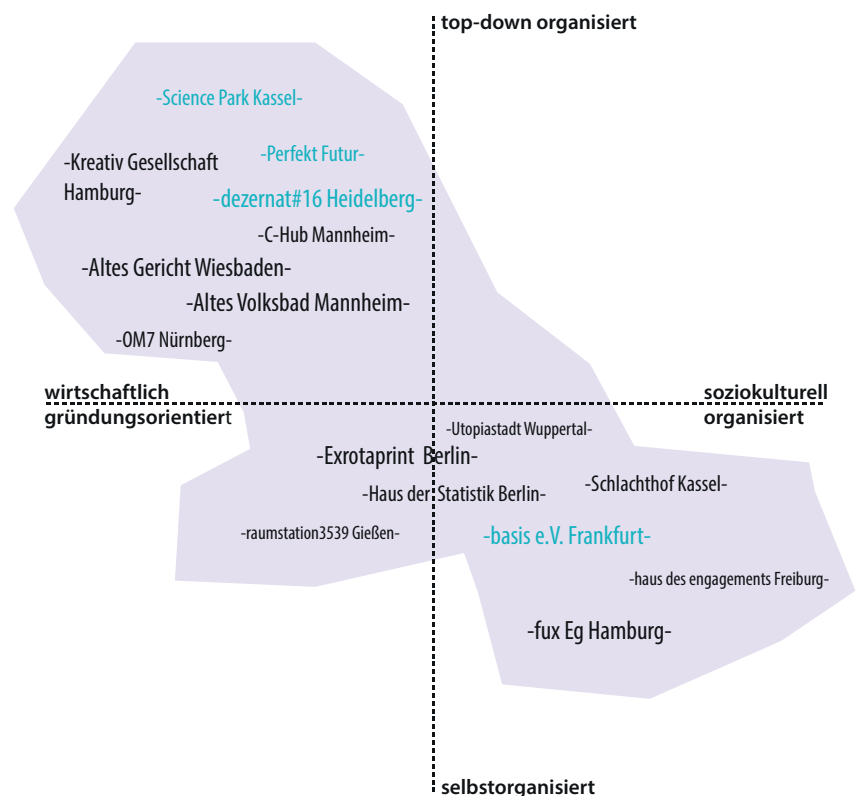 top-down organisiert
-Science Park Kassel-
-Perfekt Futur-
-Kreativ Gesellschaft
Hamburg-
-dezernat#16 Heidelberg-
-C-Hub Mannheim-
-Altes Gericht Wiesbaden-
-Altes Volksbad Mannheim-
-OM7 Nürnberg-
wirtschaftlich
gründungsorientiert
soziokulturell
organisiert
-Utopiastadt Wuppertal-
-Exrotaprint Berlin-
-Schlachthof Kassel-
-Haus der Statistik Berlin-
-raumstation3539 Gießen-
-basis e.V. Frankfurt-
-haus des engagements Freiburg-
-fux Eg Hamburg-
selbstorganisiert